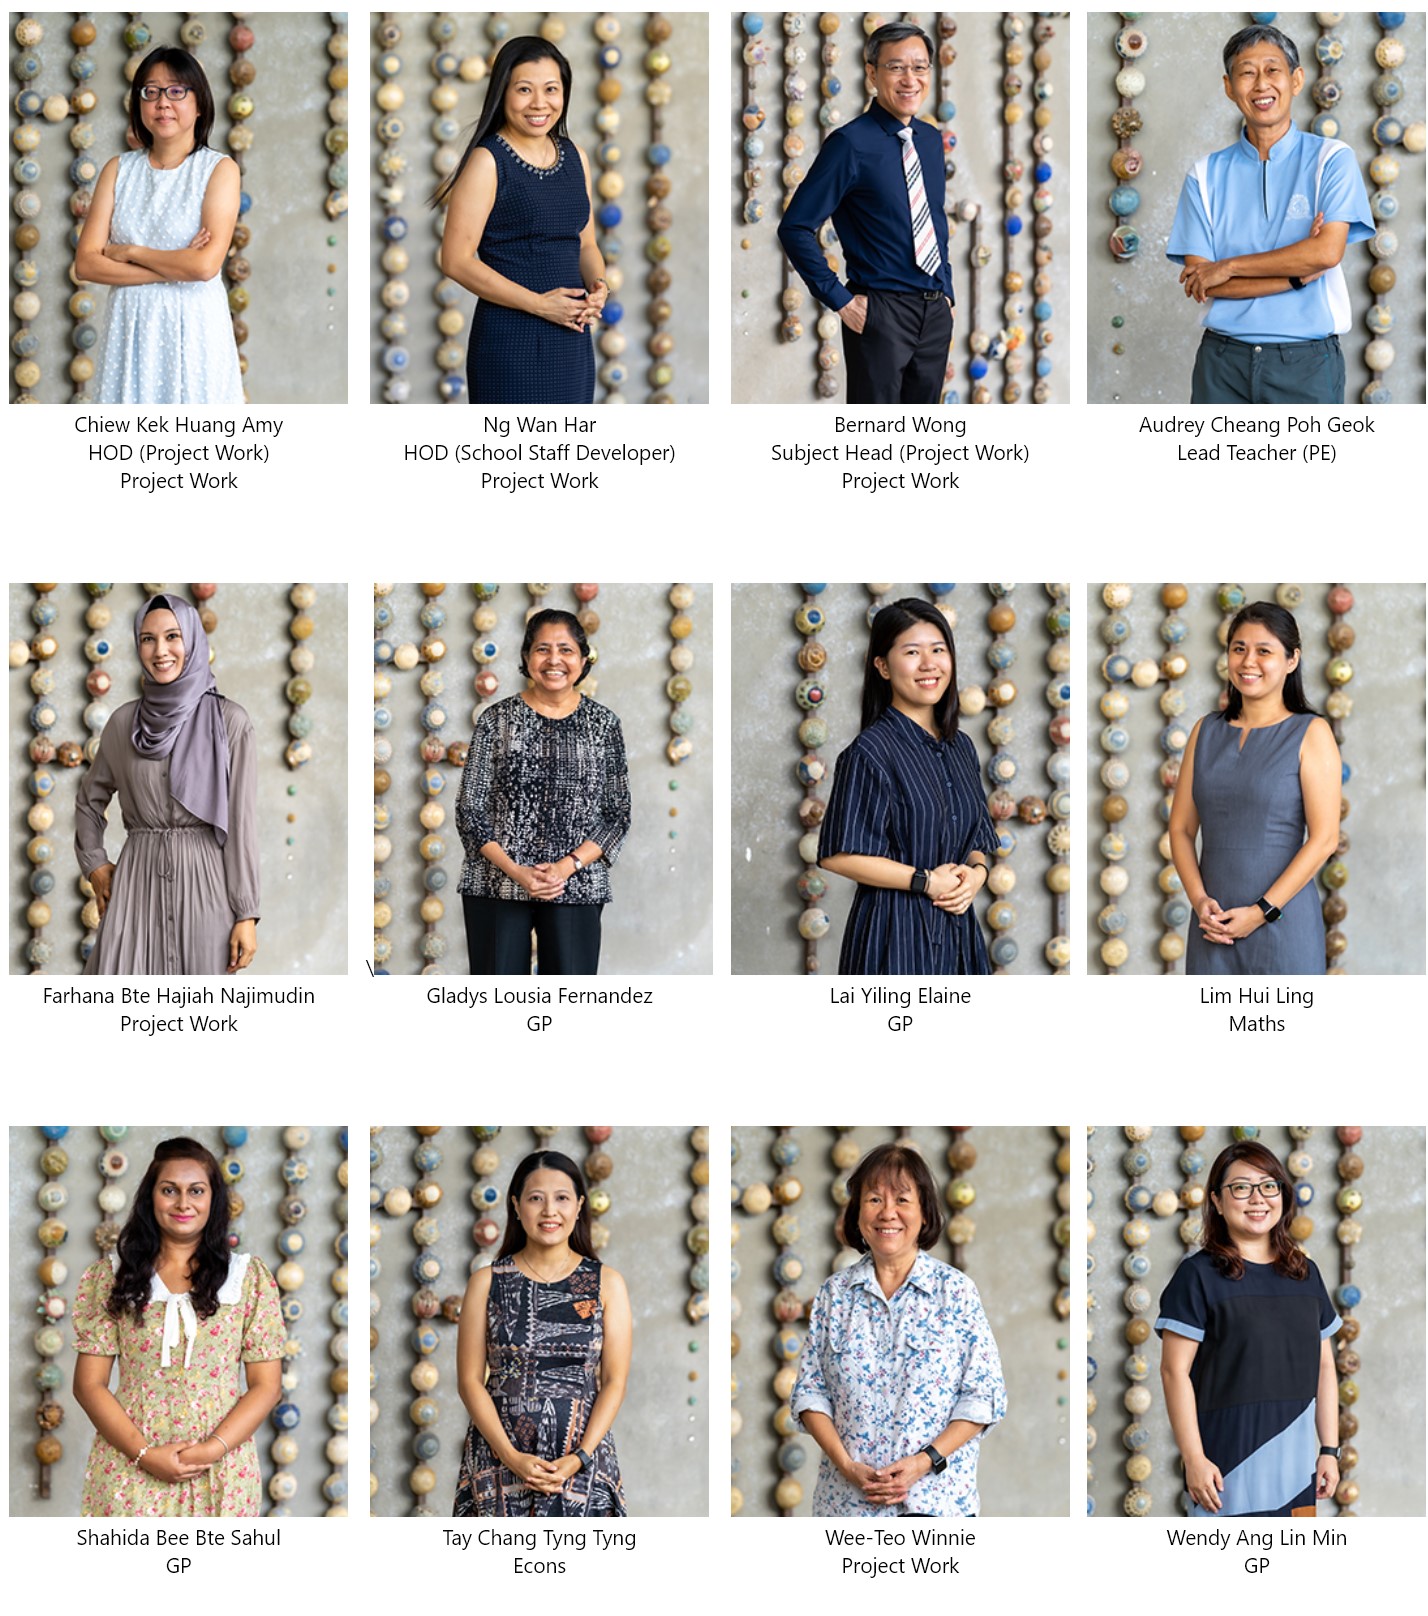 Chiew Kek Huang Amy
HOD (Project Work)
Project Work
Ng Wan Har
HOD (School Staff Developer)
Project Work
Bernard Wong
Subject Head (Project Work)
Project Work
Audrey Cheang Poh Geok
Lead Teacher (PE)
Farhana Bte Hajiah Najimudin
Project Work
\
Gladys Lousia Fernandez
GP
Lai Yiling Elaine
GP
Lim Hui Ling
Maths
Shahida Bee Bte Sahul
GP
Tay Chang Tyng Tyng
Econs
Wee-Teo Winnie
Project Work
Wendy Ang Lin Min
GP